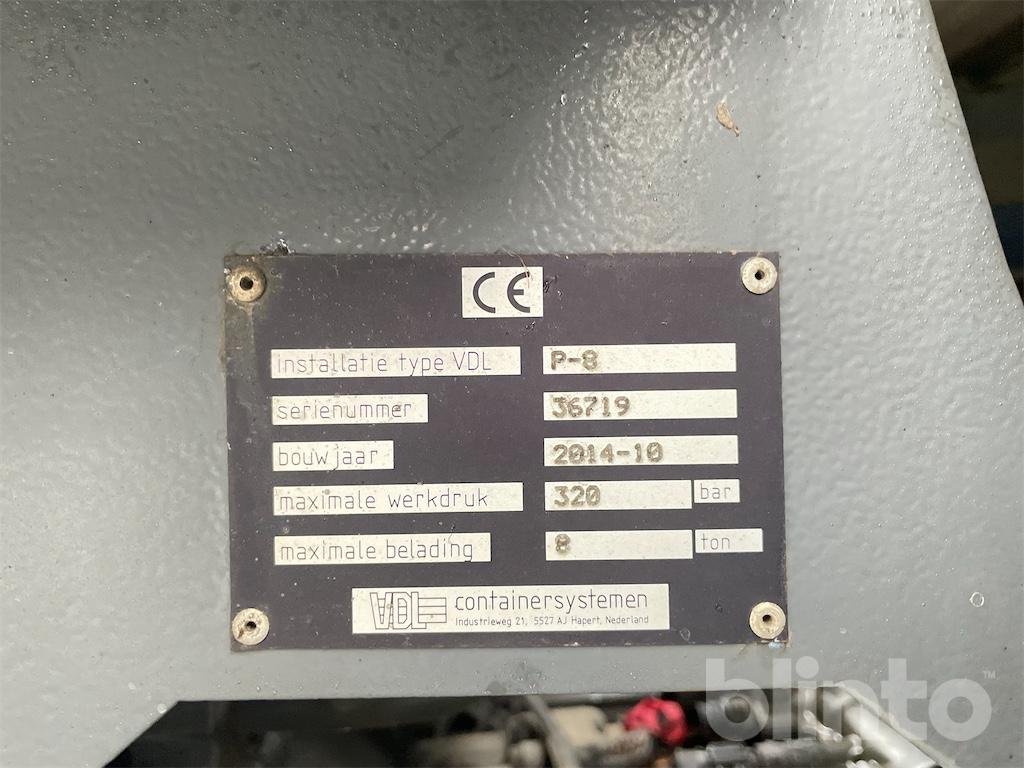 CE
installatie type VDL P-8
serienummer 36719
bouwjaar 2014-10
maximale werkdruk 320 bar
maximale belading 8 ton
VDL containersystemen
Industrieweg 21, 5527 AJ Hapert, Nederland
blinto™